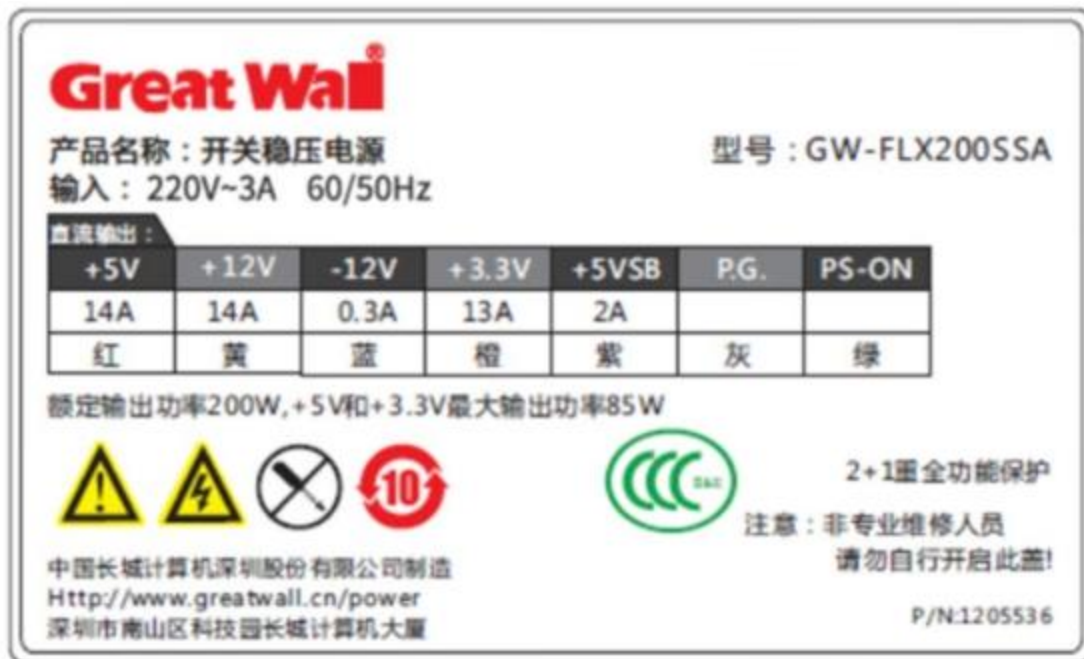 Great Wall®
产品名称：开关稳压电源
型号：GW-FLX200SSA
输入：220V~3A 60/50Hz
直流输出：
+5V +12V -12V +3.3V +5VSB P.G. PS-ON
14A 14A 0.3A 13A 2A
红 黄 蓝 橙 紫 灰 绿
额定输出功率200W,+5V和+3.3V最大输出功率85W
10
CCC S&E
2+1重全功能保护
注意：非专业维修人员
请勿自行开启此盖!
中国长城计算机深圳股份有限公司制造
Http://www.greatwall.cn/power
深圳市南山区科技园长城计算机大厦
P/N:1205536